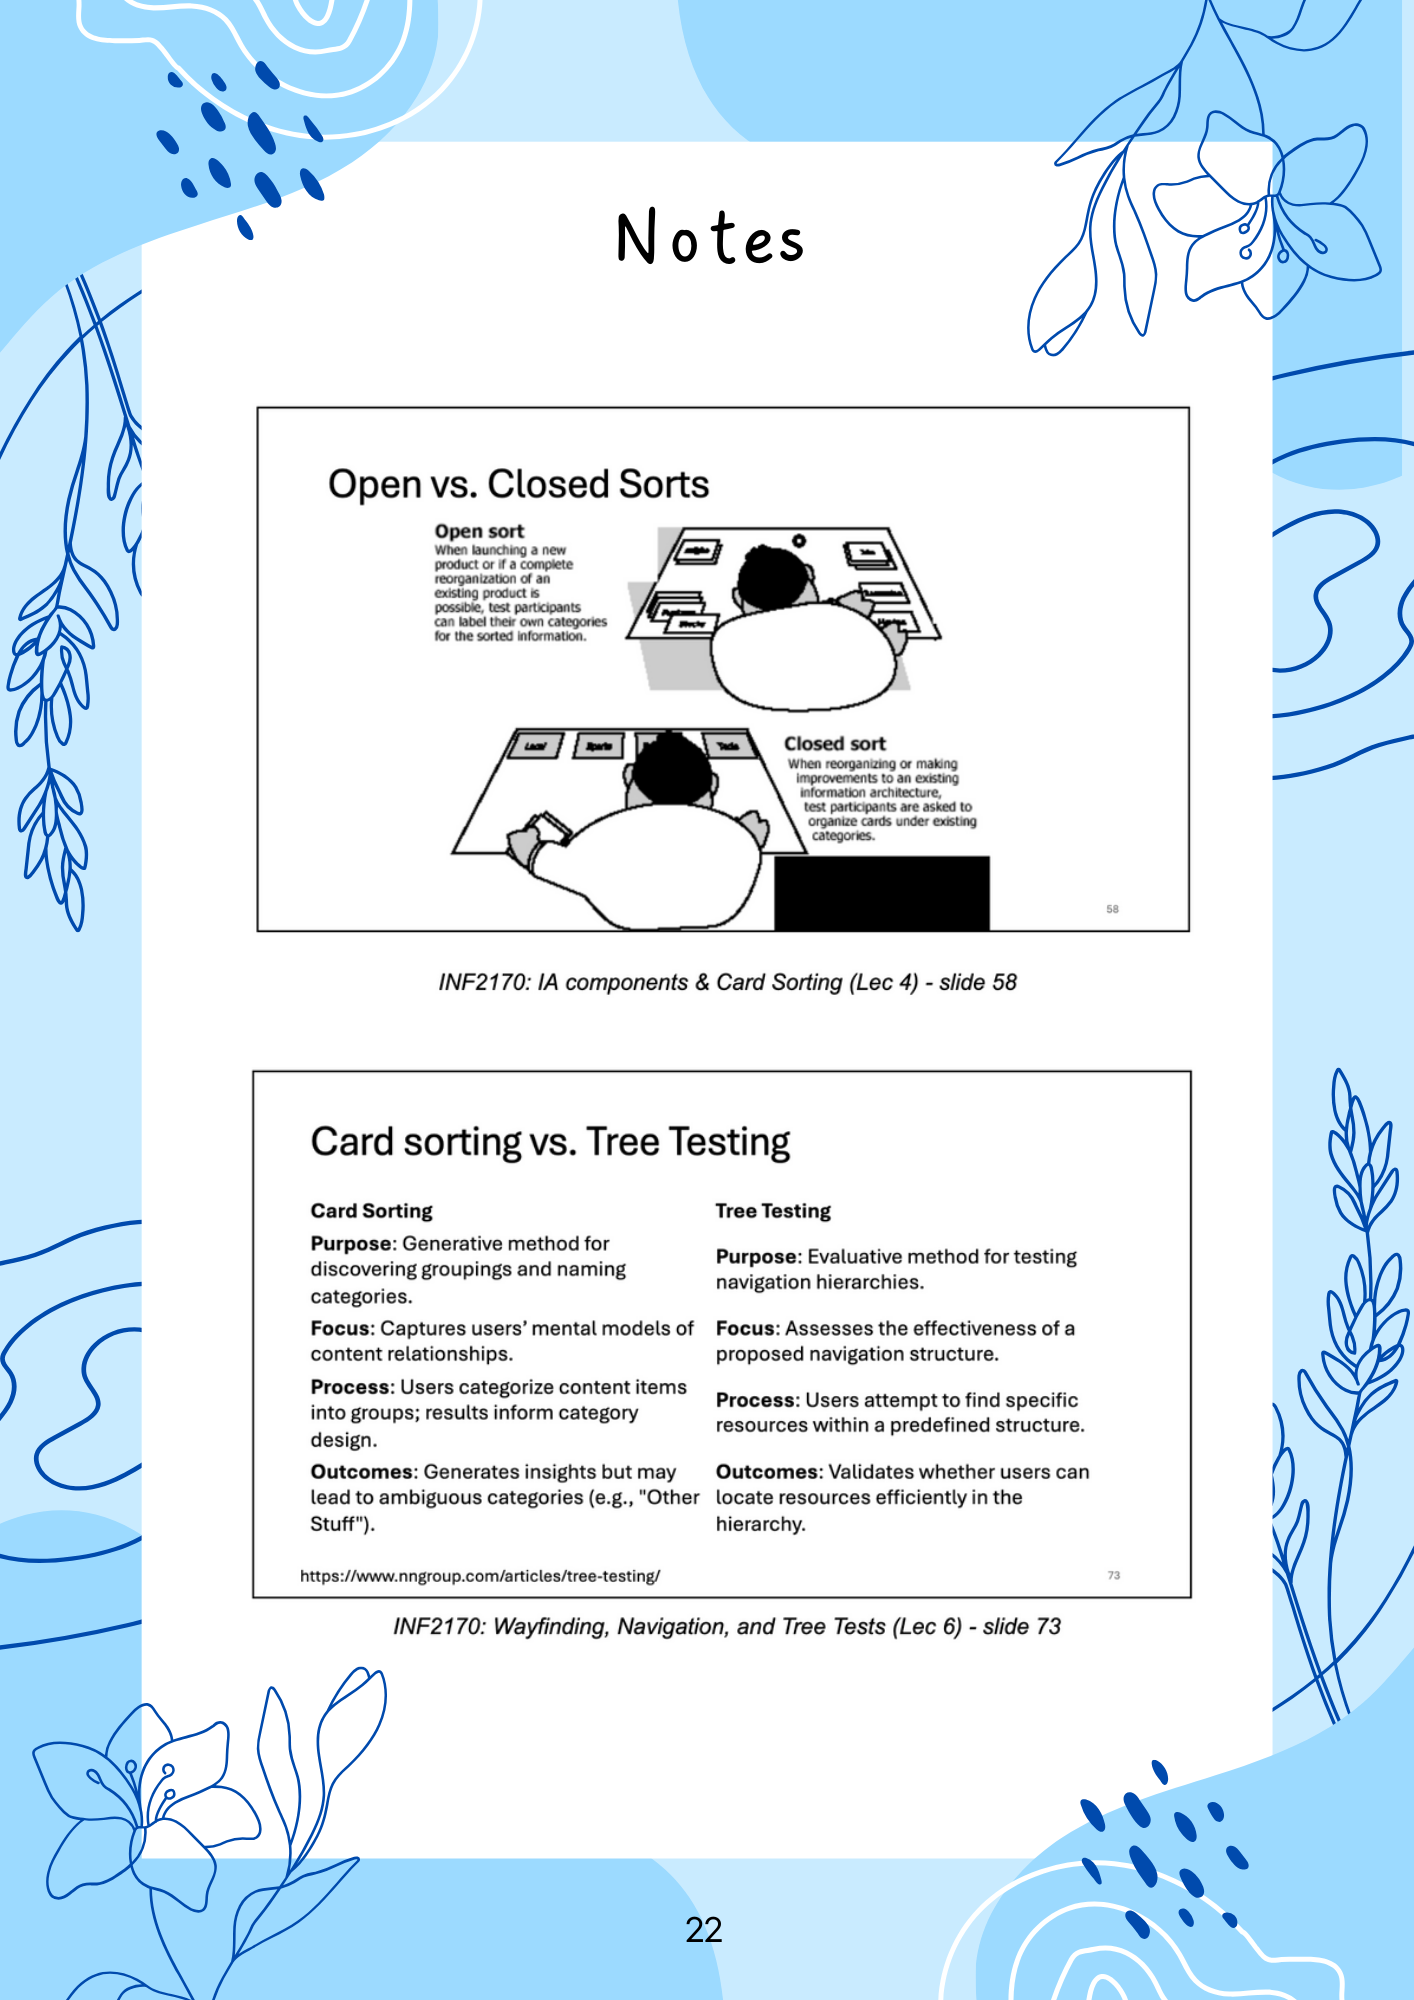 Notes
Open vs. Closed Sorts
Open sort
When launching a new
product or if a complete
reorganization of an
existing product is
possible, test participants
can label their own categories
for the sorted information.
Local
Sports
Tech
Closed sort
When reorganizing or making
improvements to an existing
information architecture,
test participants are asked to
organize cards under existing
categories.
58
INF2170: IA components & Card Sorting (Lec 4) - slide 58
Card sorting vs. Tree Testing
Card Sorting
Purpose: Generative method for
discovering groupings and naming
categories.
Focus: Captures users’ mental models of
content relationships.
Process: Users categorize content items
into groups; results inform category
design.
Outcomes: Generates insights but may
lead to ambiguous categories (e.g., "Other
Stuff").
Tree Testing
Purpose: Evaluative method for testing
navigation hierarchies.
Focus: Assesses the effectiveness of a
proposed navigation structure.
Process: Users attempt to find specific
resources within a predefined structure.
Outcomes: Validates whether users can
locate resources efficiently in the
hierarchy.
https://www.nngroup.com/articles/tree-testing/
73
INF2170: Wayfinding, Navigation, and Tree Tests (Lec 6) - slide 73
22